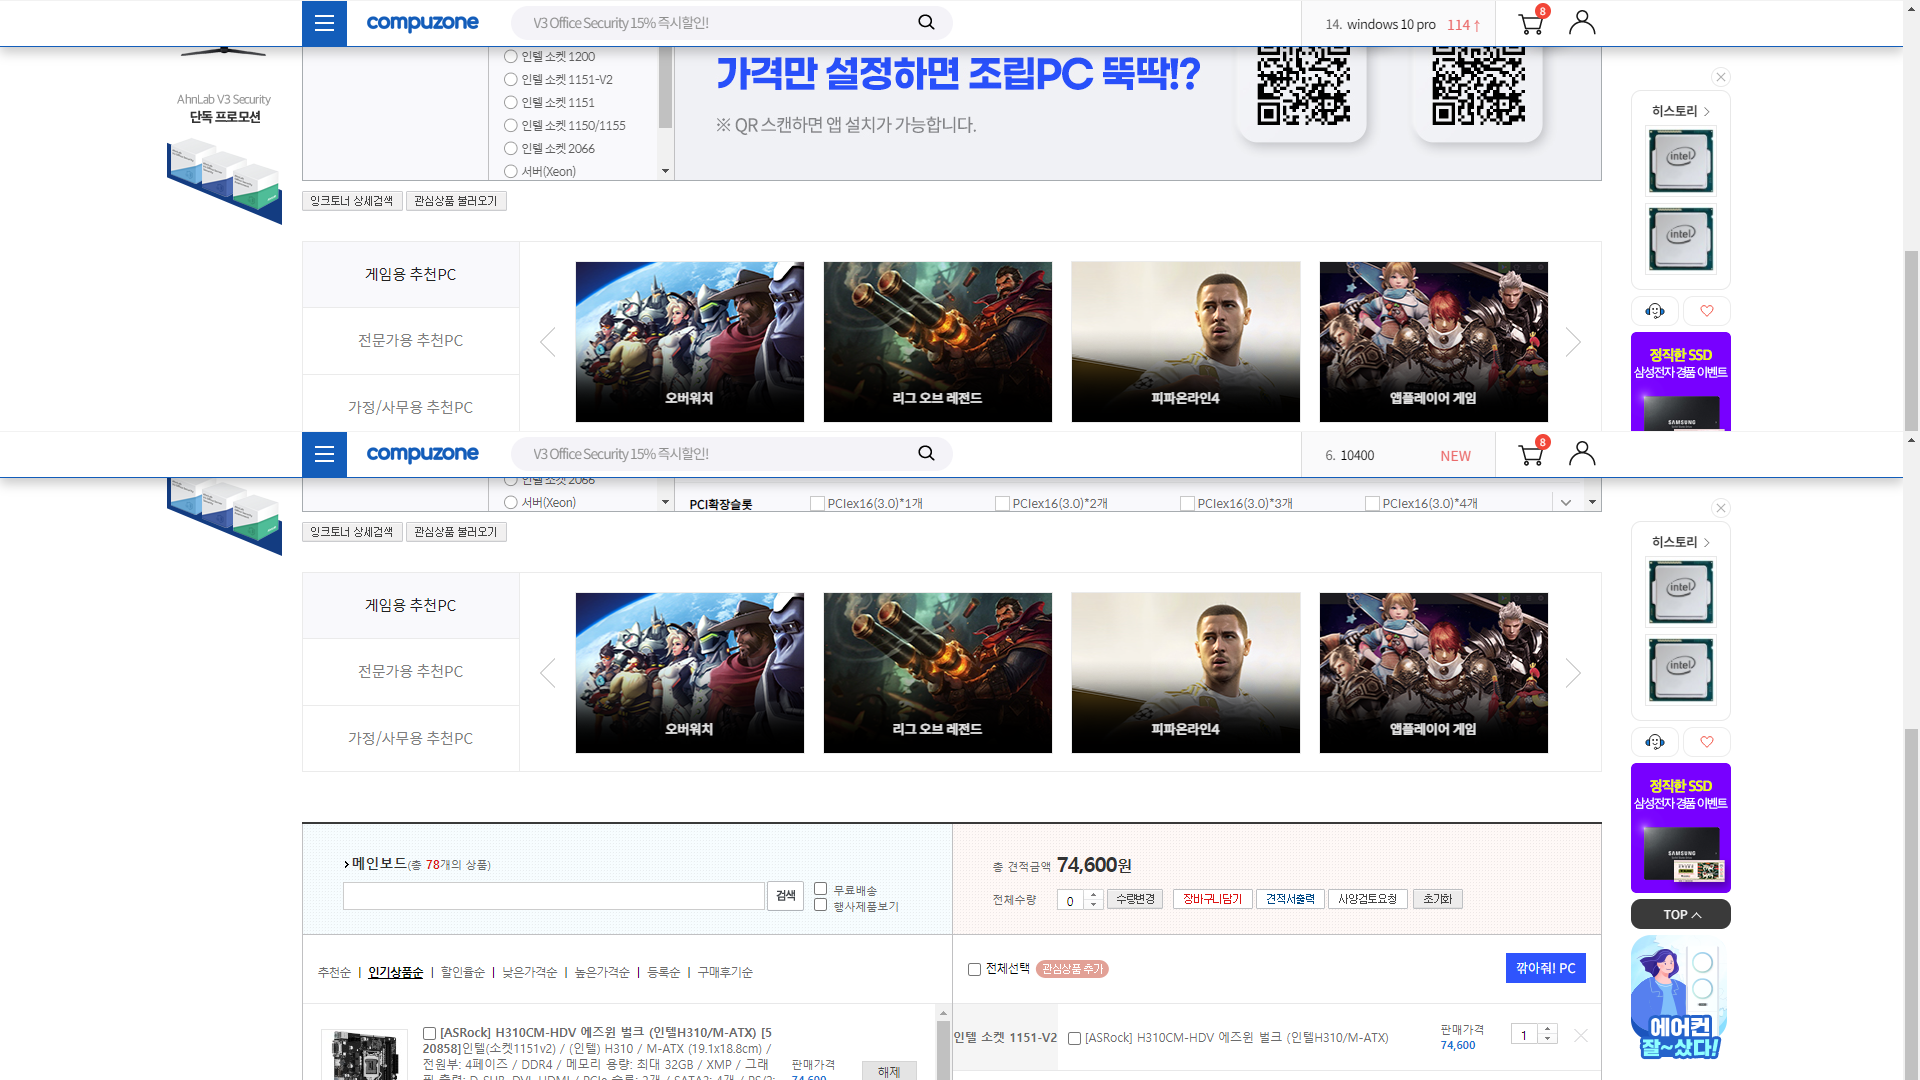 compuzone
V3 Office Security 15% 즉시할인!
14. windows 10 pro 114 ↑
8
AhnLab V3 Security
단독 프로모션
인텔 소켓 1200
인텔 소켓 1151-V2
인텔 소켓 1151
인텔 소켓 1150/1155
인텔 소켓 2066
서버(Xeon)
가격만 설정하면 조립PC 뚝딱!?
※ QR 스캔하면 앱 설치가 가능합니다.
잉크토너 상세검색 관심상품 불러오기
게임용 추천PC
전문가용 추천PC
가정/사무용 추천PC
오버워치
리그 오브 레전드
피파온라인4
앱플레이어 게임
히스토리 >
intel
intel
정직한 SSD
삼성전자 경품 이벤트
SAMSUNG
compuzone
V3 Office Security 15% 즉시할인!
6. 10400 NEW
8
인텔 소켓 2066
서버(Xeon)
PCI확장슬롯 PCIex16(3.0)*1개 PCIex16(3.0)*2개 PCIex16(3.0)*3개 PCIex16(3.0)*4개
잉크토너 상세검색 관심상품 불러오기
게임용 추천PC
전문가용 추천PC
가정/사무용 추천PC
오버워치
리그 오브 레전드
피파온라인4
앱플레이어 게임
히스토리 >
intel
intel
정직한 SSD
삼성전자 경품 이벤트
SAMSUNG
TOP
에어컨
잘~샀다!
메인보드(총 78개의 상품)
검색
무료배송
행사제품보기
총 견적금액 74,600원
전체수량 0 수량변경 장바구니담기 견적서출력 사양검토요청 초기화
추천순 | 인기상품순 | 할인율순 | 낮은가격순 | 높은가격순 | 등록순 | 구매후기순
전체선택 관심상품 추가
깎아줘! PC
[ASRock] H310CM-HDV 에즈윈 벌크 (인텔H310/M-ATX) [5
20858]인텔(소켓1151v2) / (인텔) H310 / M-ATX (19.1x18.8cm) /
전원부: 4페이즈 / DDR4 / 메모리 용량: 최대 32GB / XMP / 그래
판매가격
74,600
해제
인텔 소켓 1151-V2
[ASRock] H310CM-HDV 에즈윈 벌크 (인텔H310/M-ATX)
판매가격
74,600
1